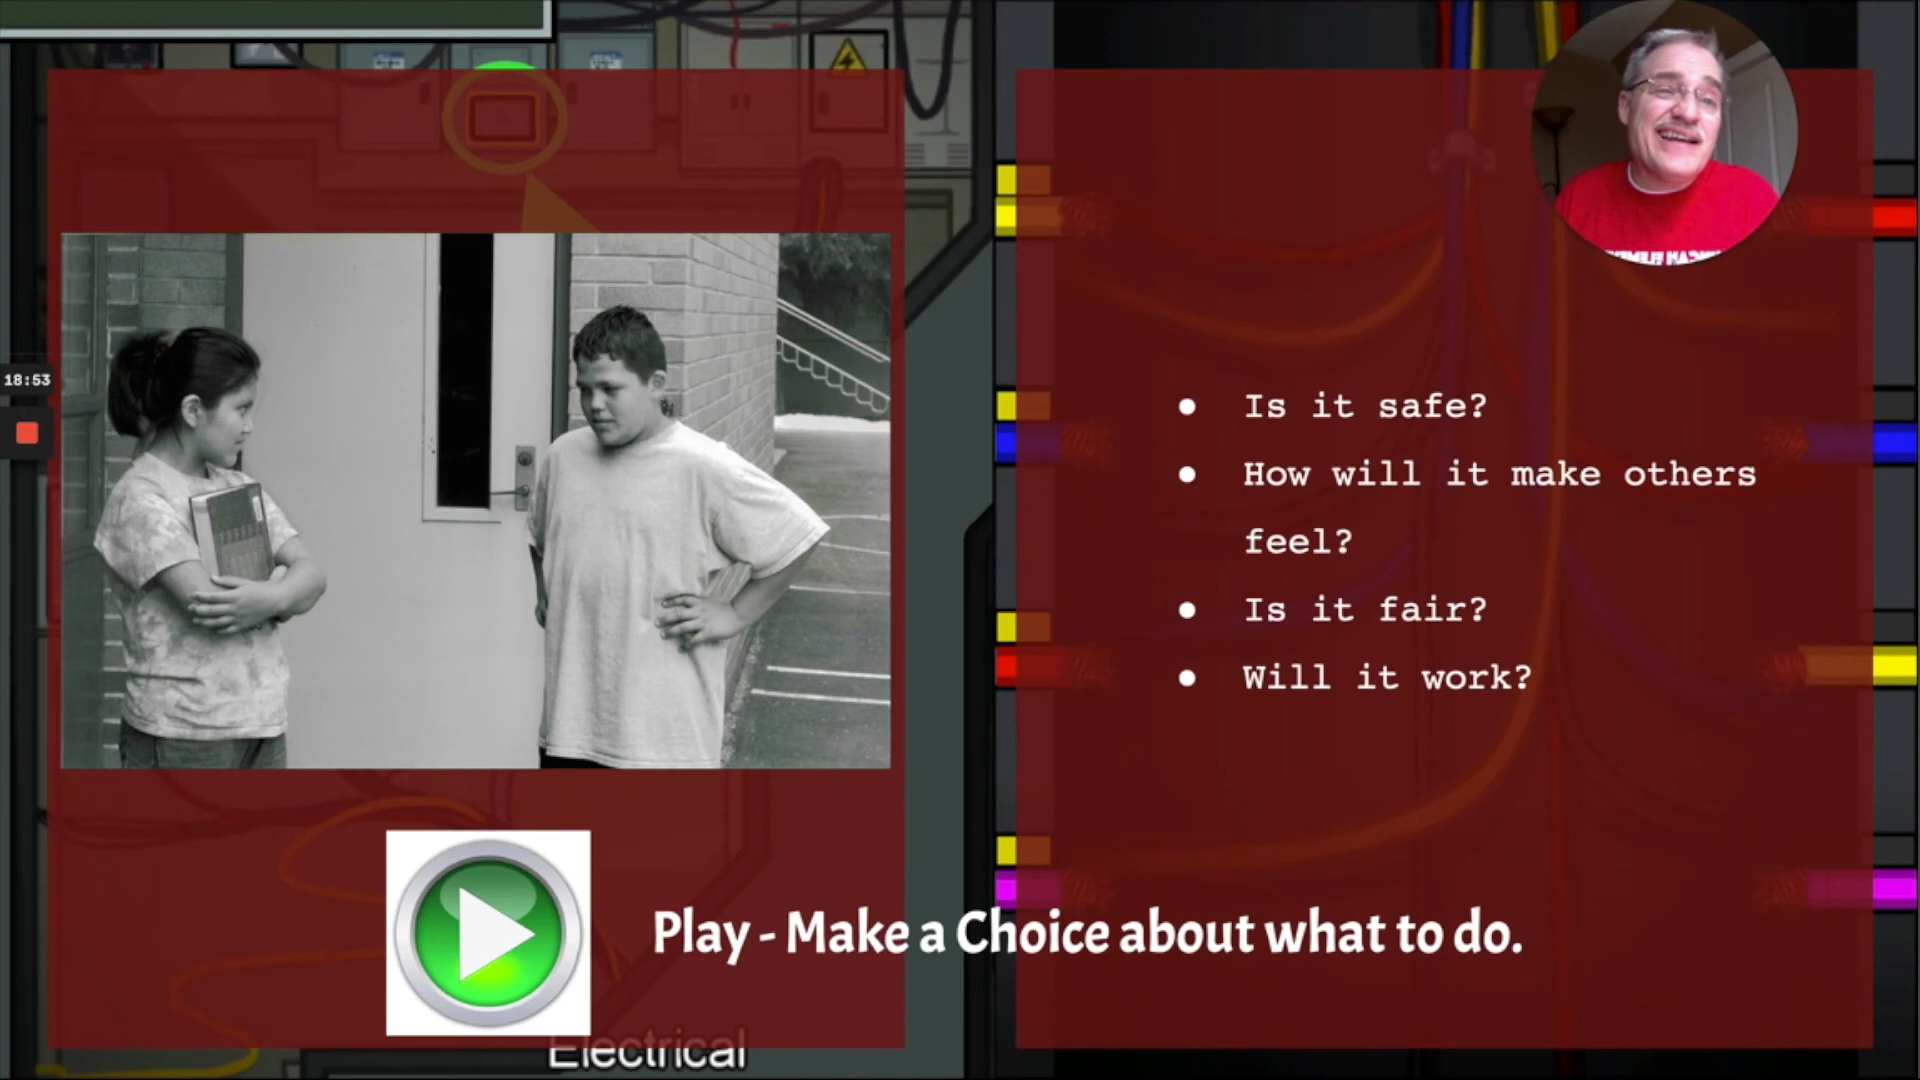 18:53
Is it safe?
How will it make others
feel?
Is it fair?
Will it work?
Play - Make a Choice about what to do.
Electrical